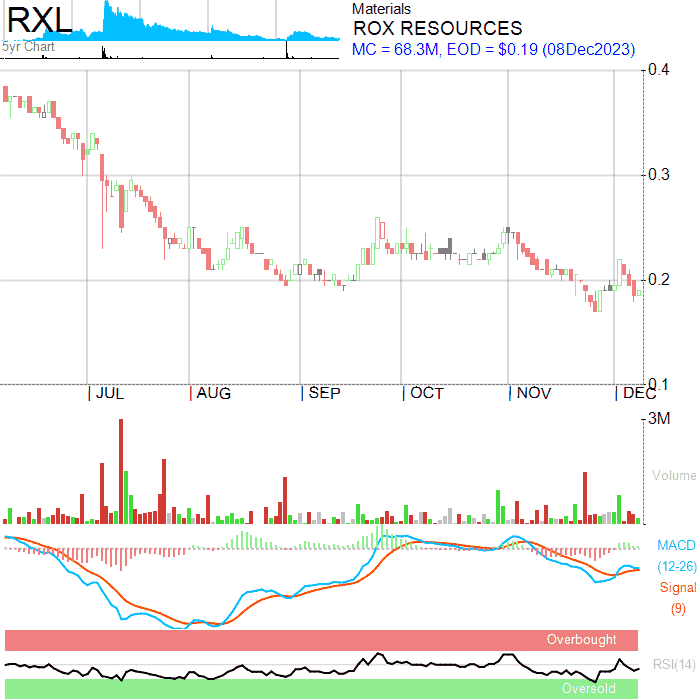 RXL
5yr Chart
Materials
ROX RESOURCES
MC = 68.3M, EOD = $0.19 (08Dec2023)
0.4
0.3
0.2
0.1
JUL AUG SEP OCT NOV DEC
3M
Volume
MACD
(12-26)
Signal
(9)
Overbought
RSI(14)
Oversold